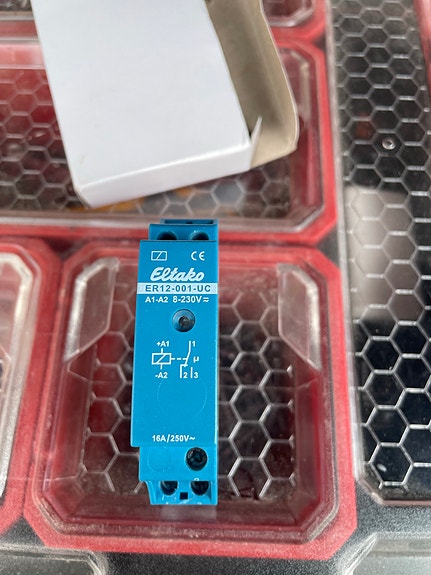 CE
Eltako
ER12-001-UC
A1-A2 8-230V⎓
+A1 1
µ
-A2 2 3
16A/250V~